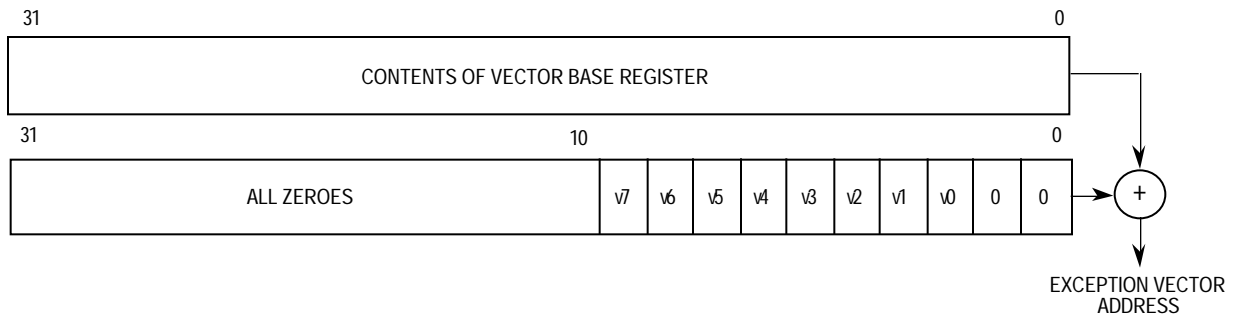 31 0
CONTENTS OF VECTOR BASE REGISTER
31 10 0
ALL ZEROES v7 v6 v5 v4 v3 v2 v1 v0 0 0 +
EXCEPTION VECTOR
ADDRESS